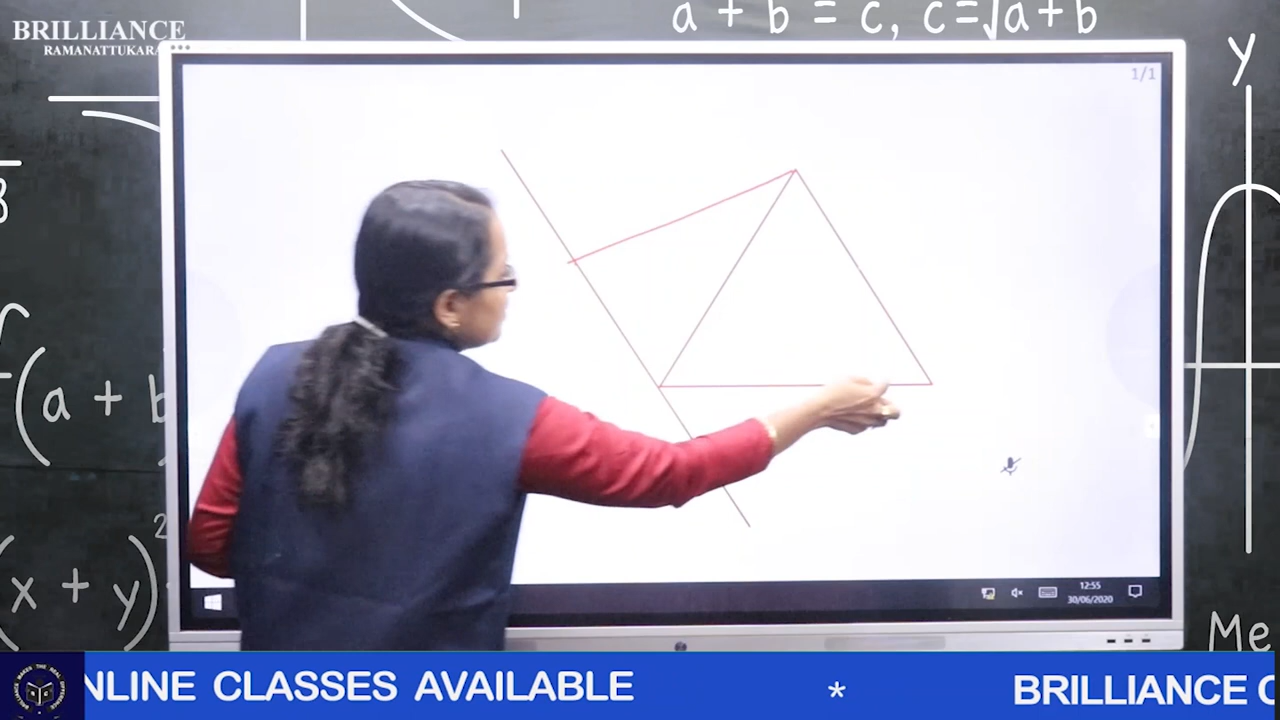 a + b = c, c=√a+b
BRILLIANCE
RAMANATTUKARA
1/1
y
(a + b
(x + y)²
12:55
30/06/2020
Me
NLINE CLASSES AVAILABLE * BRILLIANCE C